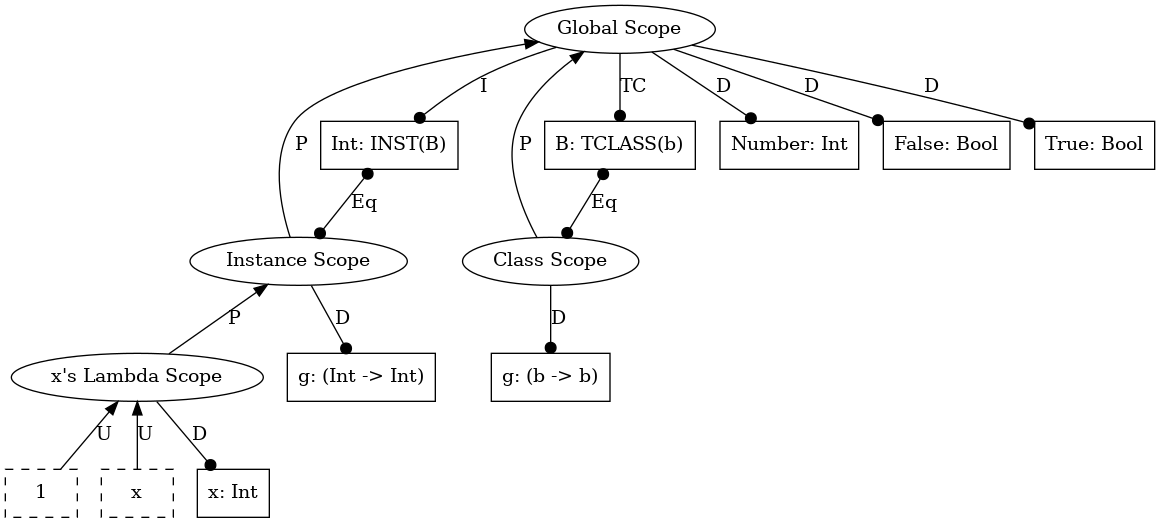 Global Scope
I
TC
D
D
D
P
Int: INST(B)
P
B: TCLASS(b)
Number: Int
False: Bool
True: Bool
Eq
Eq
Instance Scope
Class Scope
P
D
D
x's Lambda Scope
g: (Int -> Int)
g: (b -> b)
U
U
D
1
x
x: Int